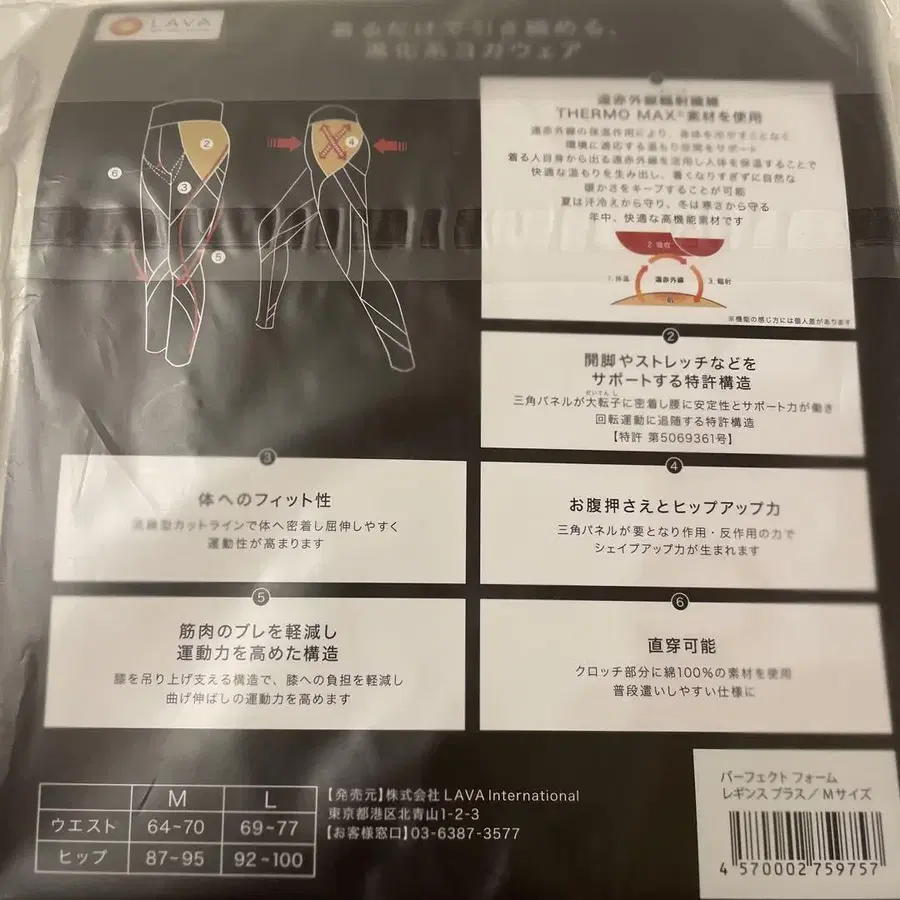 LAVA
着るだけで引き締める、
進化系ヨガウェア
遠赤外線輻射繊維
THERMO MAX®素材を使用
遠赤外線の保温作用により、身体を冷やすことなく
環境に適応する温もり空間をサポート
着る人自身から出る遠赤外線を活用し人体を保温することで
快適な温もりを生み出し、暑くなりすぎずに自然な
暖かさをキープすることが可能
夏は汗冷えから守り、冬は寒さから守る
年中、快適な高機能素材です
2.吸収
1.保温
遠赤外線
3.輻射
肌
※機能の感じ方には個人差があります
2
4
6
3
5
2
開脚やストレッチなどを
サポートする特許構造
だいてんし
三角パネルが大転子に密着し腰に安定性とサポート力が働き
回転運動に追随する特許構造
【特許 第5069361号】
3
体へのフィット性
流線型カットラインで体へ密着し屈伸しやすく
運動性が高まります
4
お腹押さえとヒップアップ力
三角パネルが要となり作用・反作用の力で
シェイプアップ力が生まれます
5
筋肉のブレを軽減し
運動力を高めた構造
膝を吊り上げ支える構造で、膝への負担を軽減し
曲げ伸ばしの運動力を高めます
6
直穿可能
クロッチ部分に綿100%の素材を使用
普段遣いしやすい仕様に
M L
ウエスト 64~70 69~77
ヒップ 87~95 92~100
【発売元】株式会社 LAVA International
東京都港区北青山1-2-3
【お客様窓口】03-6387-3577
パーフェクト フォーム
レギンス プラス/Mサイズ
4 570002 759757